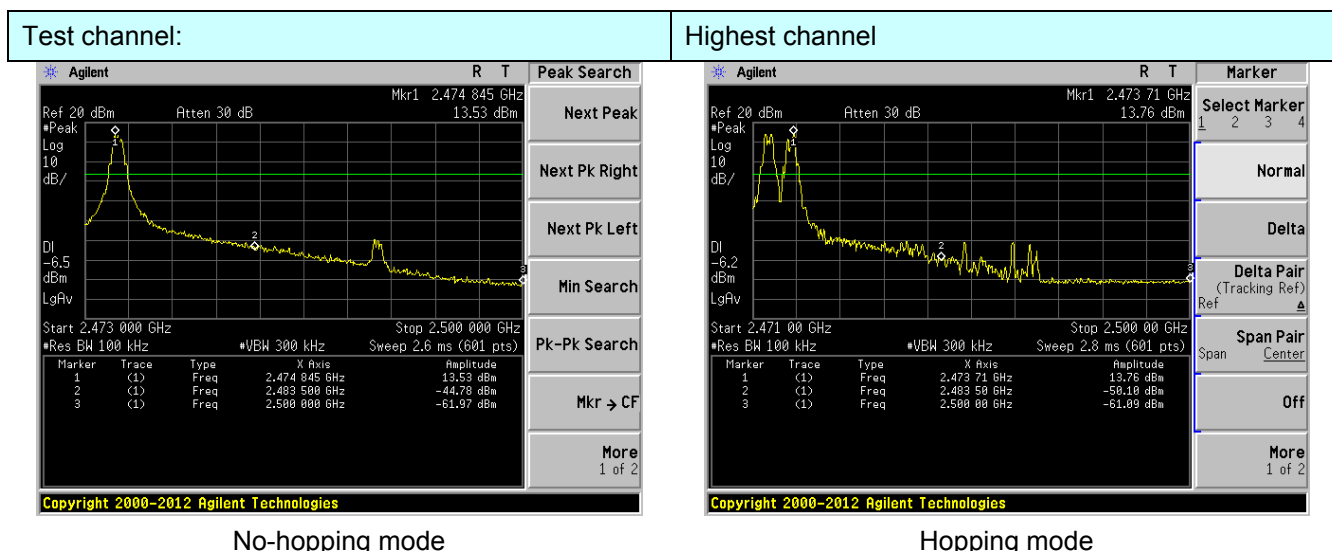 Test channel: Highest channel
Agilent R T Peak Search
Mkr1 2.474 845 GHz
Ref 20 dBm Atten 30 dB 13.53 dBm
#Peak
Log
10
dB/
1
2
3
DI
-6.5
dBm
LgAv
Start 2.473 000 GHz Stop 2.500 000 GHz
#Res BW 100 kHz #VBW 300 kHz Sweep 2.6 ms (601 pts)
Marker Trace Type X Axis Amplitude
1 (1) Freq 2.474 845 GHz 13.53 dBm
2 (1) Freq 2.483 500 GHz -44.78 dBm
3 (1) Freq 2.500 000 GHz -61.97 dBm
Next Peak
Next Pk Right
Next Pk Left
Min Search
Pk-Pk Search
Mkr → CF
More
1 of 2
Copyright 2000-2012 Agilent Technologies
No-hopping mode
Agilent R T Marker
Mkr1 2.473 71 GHz
Ref 20 dBm Atten 30 dB 13.76 dBm
#Peak
Log
10
dB/
1
2
3
DI
-6.2
dBm
LgAv
Start 2.471 00 GHz Stop 2.500 00 GHz
#Res BW 100 kHz #VBW 300 kHz Sweep 2.8 ms (601 pts)
Marker Trace Type X Axis Amplitude
1 (1) Freq 2.473 71 GHz 13.76 dBm
2 (1) Freq 2.483 50 GHz -50.10 dBm
3 (1) Freq 2.500 00 GHz -61.09 dBm
Select Marker
1 2 3 4
Normal
Delta
Delta Pair
(Tracking Ref)
Ref Δ
Span Pair
Span Center
Off
More
1 of 2
Copyright 2000-2012 Agilent Technologies
Hopping mode